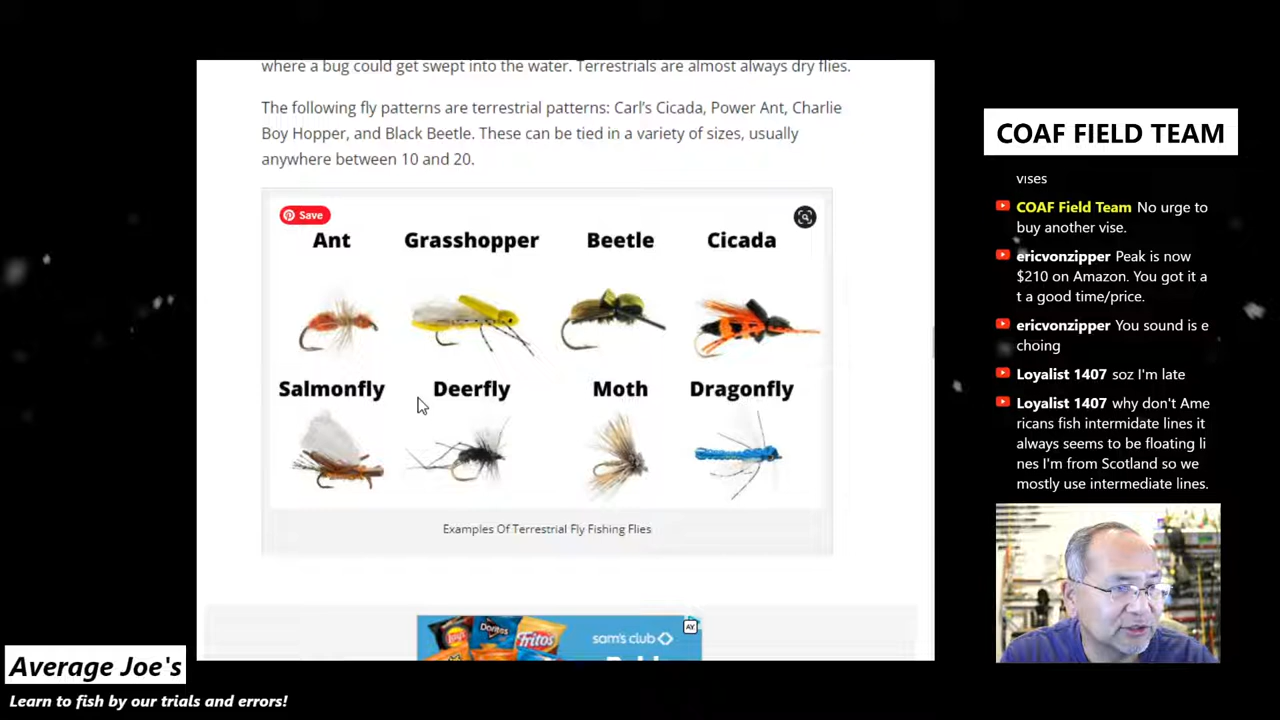 where a bug could get swept into the water. Terrestrials are almost always dry flies.
The following fly patterns are terrestrial patterns: Carl's Cicada, Power Ant, Charlie
Boy Hopper, and Black Beetle. These can be tied in a variety of sizes, usually
anywhere between 10 and 20.
Save
Ant Grasshopper Beetle Cicada
Salmonfly Deerfly Moth Dragonfly
Examples Of Terrestrial Fly Fishing Flies
Lay's Doritos Fritos sam's club
AY
COAF FIELD TEAM
vises
COAF Field Team No urge to
buy another vise.
ericvonzipper Peak is now
$210 on Amazon. You got it a
t a good time/price.
ericvonzipper You sound is e
choing
Loyalist 1407 soz I'm late
Loyalist 1407 why don't Ame
ricans fish intermidate lines it
always seems to be floating li
nes I'm from Scotland so we
mostly use intermediate lines.
Average Joe's
Learn to fish by our trials and errors!